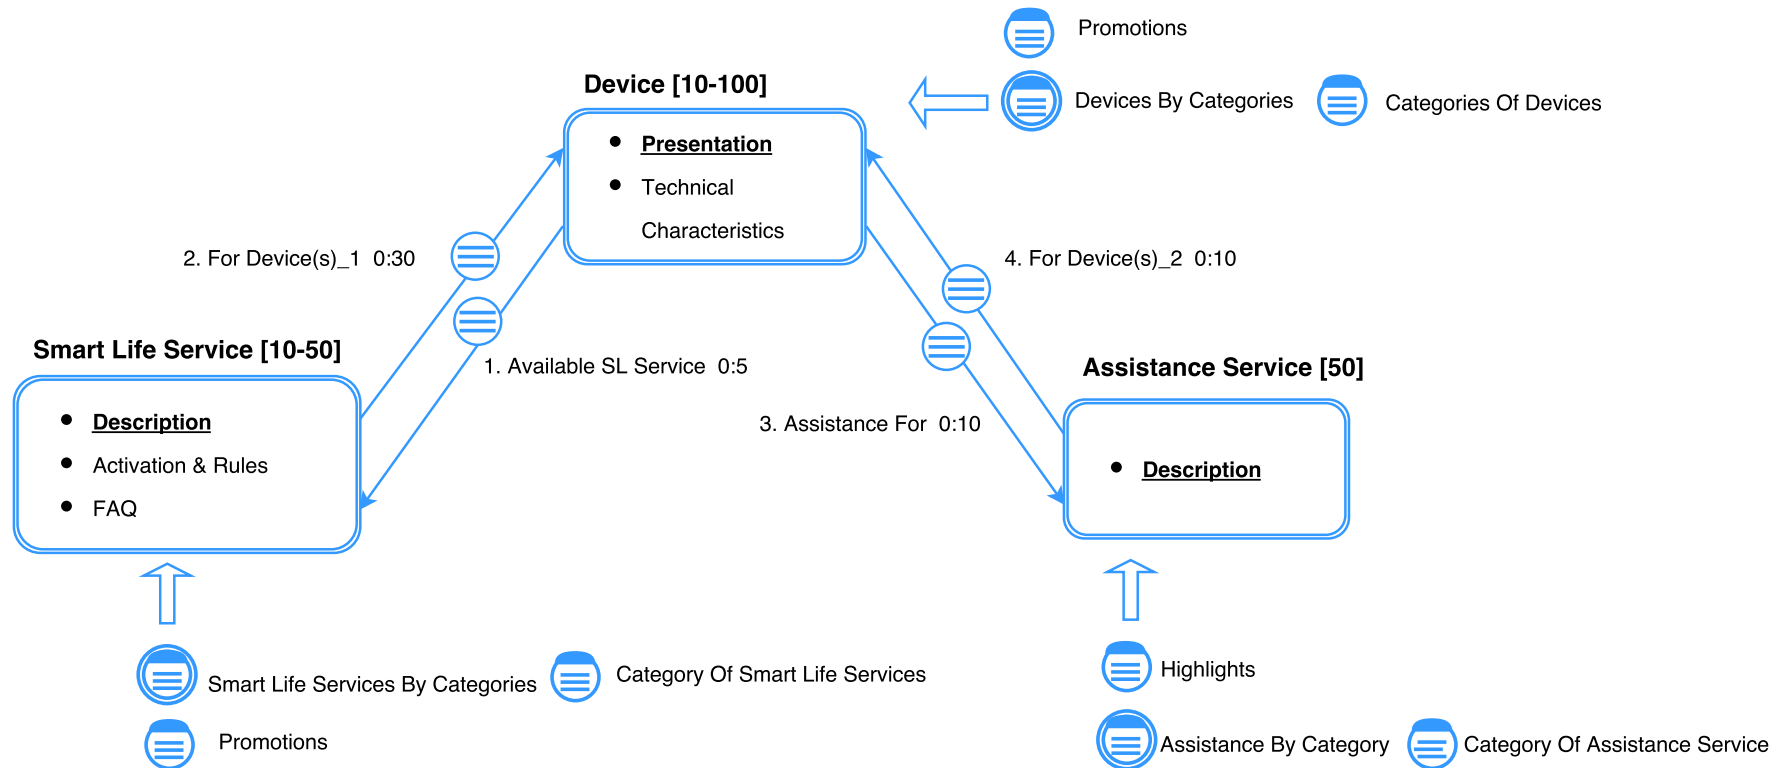 Promotions
Device [10-100]
Devices By Categories
Categories Of Devices
Presentation
Technical
Characteristics
2. For Device(s)_1 0:30
4. For Device(s)_2 0:10
Smart Life Service [10-50]
1. Available SL Service 0:5
Assistance Service [50]
Description
Activation & Rules
FAQ
3. Assistance For 0:10
Description
Smart Life Services By Categories
Category Of Smart Life Services
Promotions
Highlights
Assistance By Category
Category Of Assistance Service